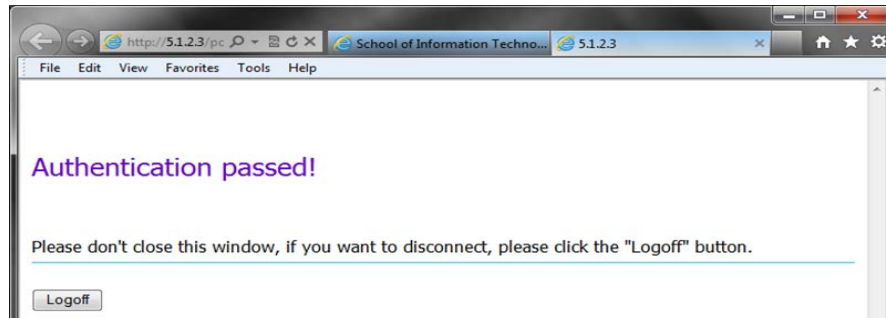 http://5.1.2.3/pc
School of Information Techno...
5.1.2.3
File Edit View Favorites Tools Help
Authentication passed!
Please don't close this window, if you want to disconnect, please click the "Logoff" button.
Logoff